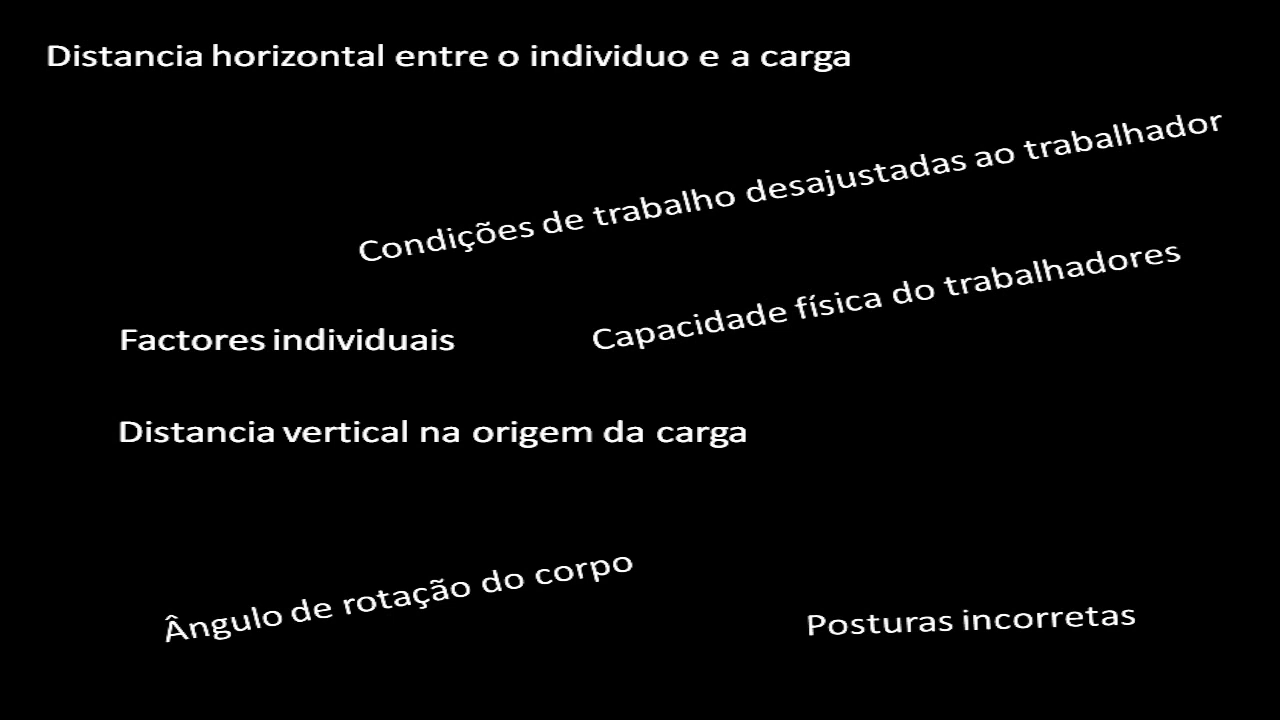 Distancia horizontal entre o individuo e a carga
Condições de trabalho desajustadas ao trabalhador
Capacidade física do trabalhadores
Factores individuais
Distancia vertical na origem da carga
Ângulo de rotação do corpo
Posturas incorretas